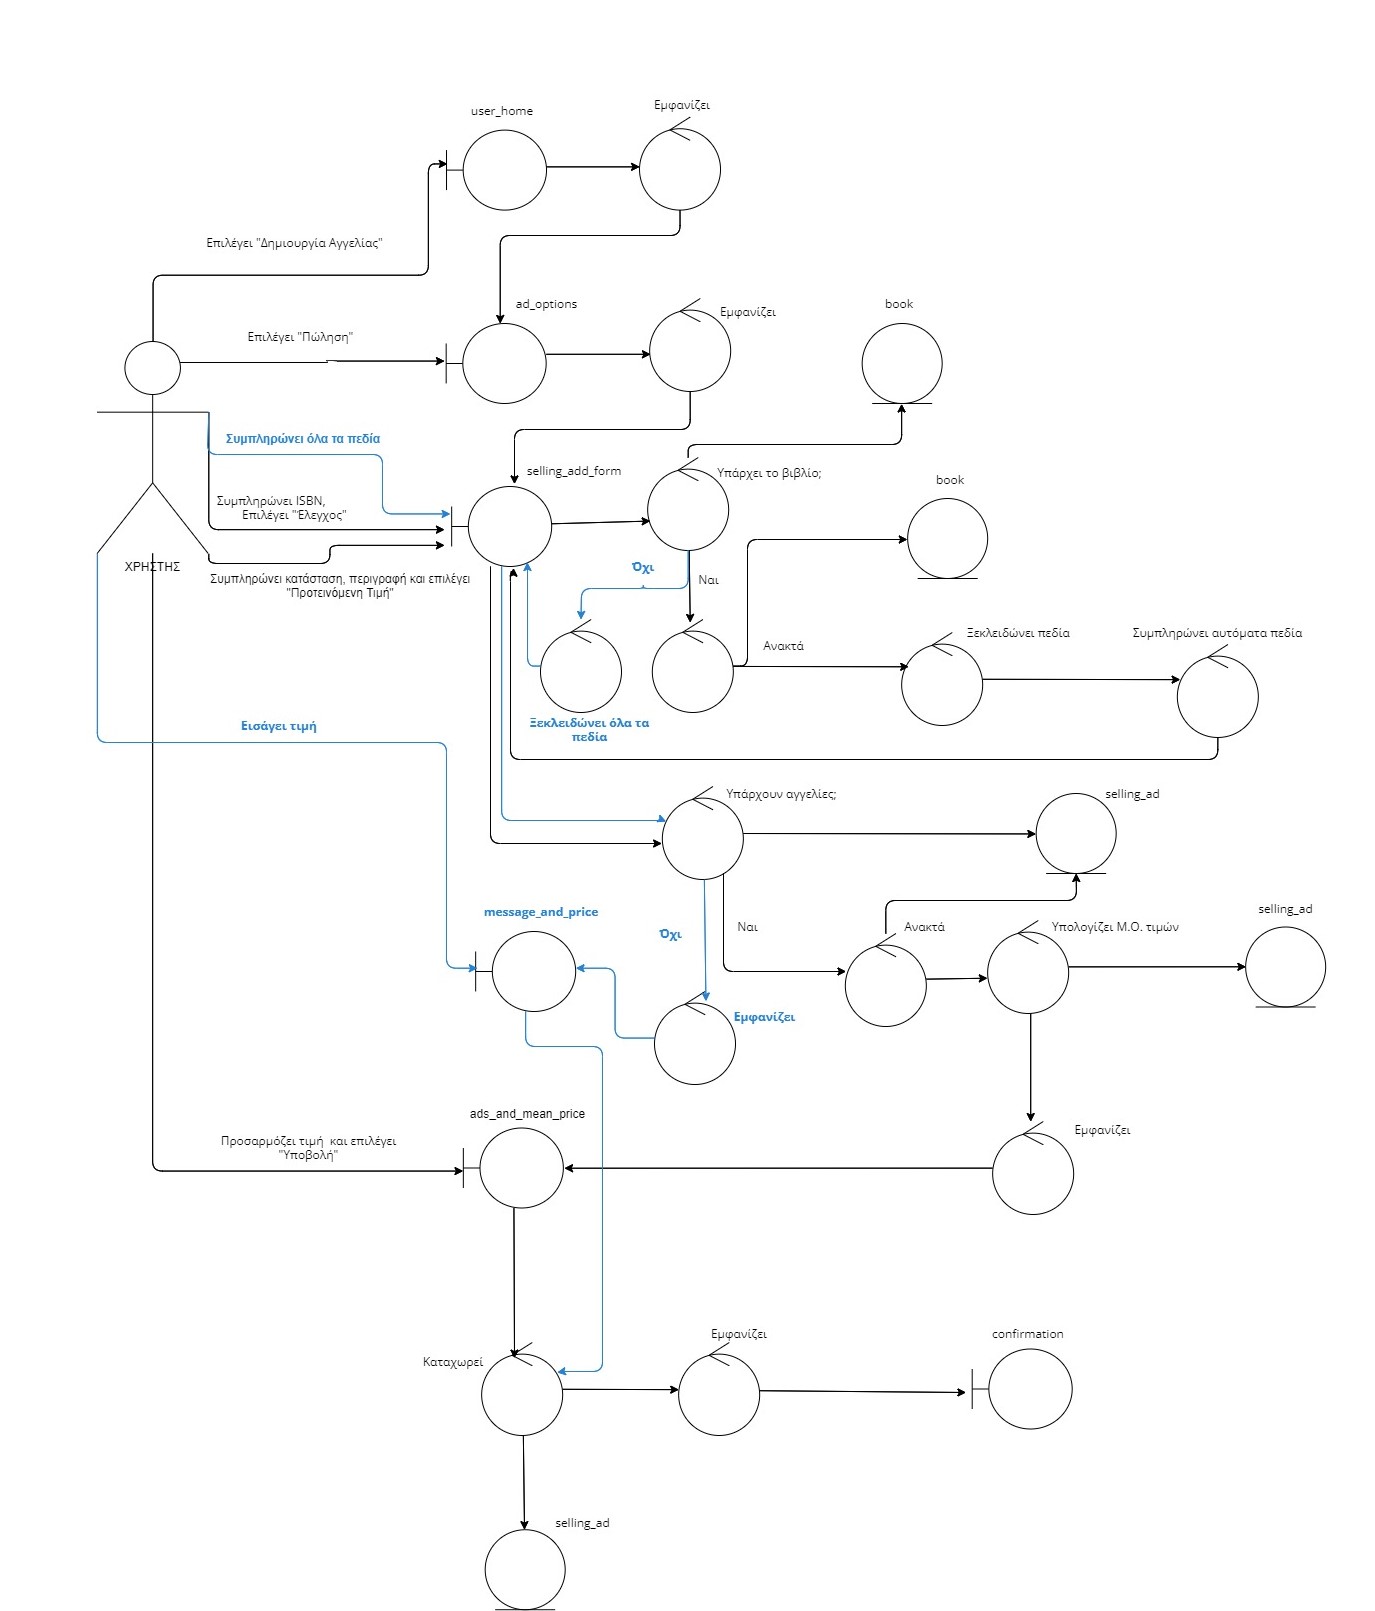 Εμφανίζει
user_home
Επιλέγει "Δημιουργία Αγγελίας"
ad_options
Εμφανίζει
book
Επιλέγει "Πώληση"
Συμπληρώνει όλα τα πεδία
selling_add_form
Υπάρχει το βιβλίο;
book
Συμπληρώνει ISBN,
Επιλέγει "Έλεγχος"
ΧΡΗΣΤΗΣ
Όχι
Ναι
Συμπληρώνει κατάσταση, περιγραφή και επιλέγει
"Προτεινόμενη Τιμή"
Ανακτά
Ξεκλειδώνει πεδία
Συμπληρώνει αυτόματα πεδία
Εισάγει τιμή
Ξεκλειδώνει όλα τα
πεδία
Υπάρχουν αγγελίες;
selling_ad
message_and_price
Όχι
Ναι
Ανακτά
Υπολογίζει Μ.Ο. τιμών
selling_ad
Εμφανίζει
ads_and_mean_price
Εμφανίζει
Προσαρμόζει τιμή και επιλέγει
"Υποβολή"
Καταχωρεί
Εμφανίζει
confirmation
selling_ad